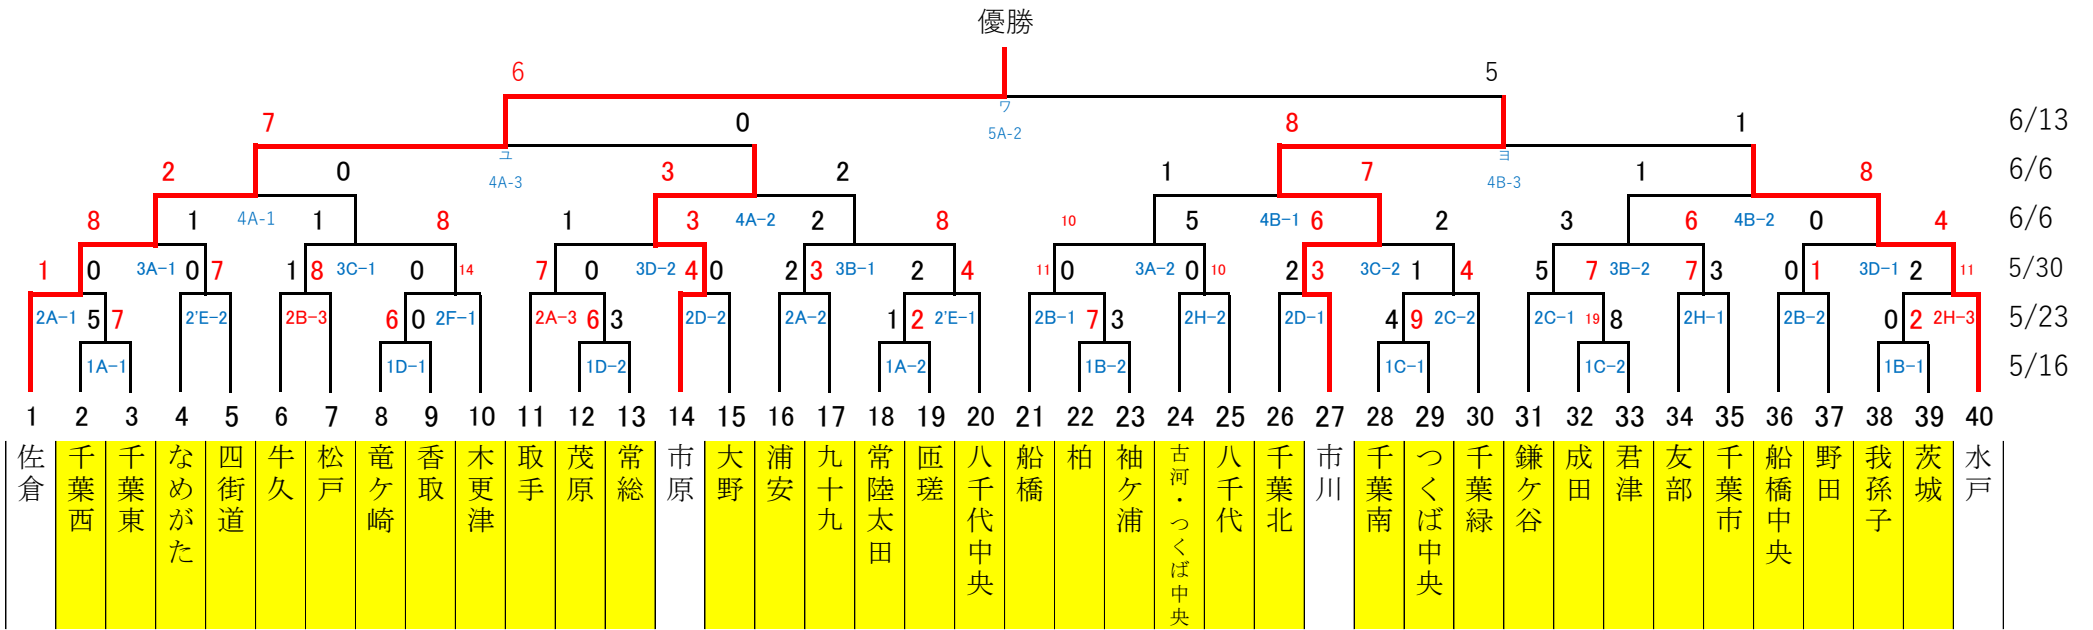 優勝
6 5
ワ
7 0 5A-2 8 1 6/13
ユ ヨ
2 0 3 2 1 7 1 8 6/6
4A-3 4B-3
8 1 4A-1 1 8 1 3 4A-2 2 8 10 5 4B-1 6 2 3 6 4B-2 0 4 6/6
1 0 3A-1 0 7 1 8 3C-1 0 14 7 0 3D-2 4 0 2 3 3B-1 2 4 11 0 3A-2 0 10 2 3 3C-2 1 4 5 7 3B-2 7 3 0 1 3D-1 2 11 5/30
2A-1 5 7 2'E-2 2B-3 6 0 2F-1 2A-3 6 3 2D-2 2A-2 1 2 2'E-1 2B-1 7 3 2H-2 2D-1 4 9 2C-2 2C-1 19 8 2H-1 2B-2 0 2 2H-3 5/23
1A-1 1D-1 1D-2 1A-2 1B-2 1C-1 1C-2 1B-1 5/16
1 2 3 4 5 6 7 8 9 10 11 12 13 14 15 16 17 18 19 20 21 22 23 24 25 26 27 28 29 30 31 32 33 34 35 36 37 38 39 40
佐倉
千葉西
千葉東
なめがた
四街道
牛久
松戸
竜ケ崎
香取
木更津
取手
茂原
常総
市原
大野
浦安
九十九
常陸太田
匝瑳
八千代中央
船橋
柏
袖ケ浦
古河・つくば中央
八千代
千葉北
市川
千葉南
つくば中央
千葉緑
鎌ケ谷
成田
君津
友部
千葉市
船橋中央
野田
我孫子
茨城
水戸